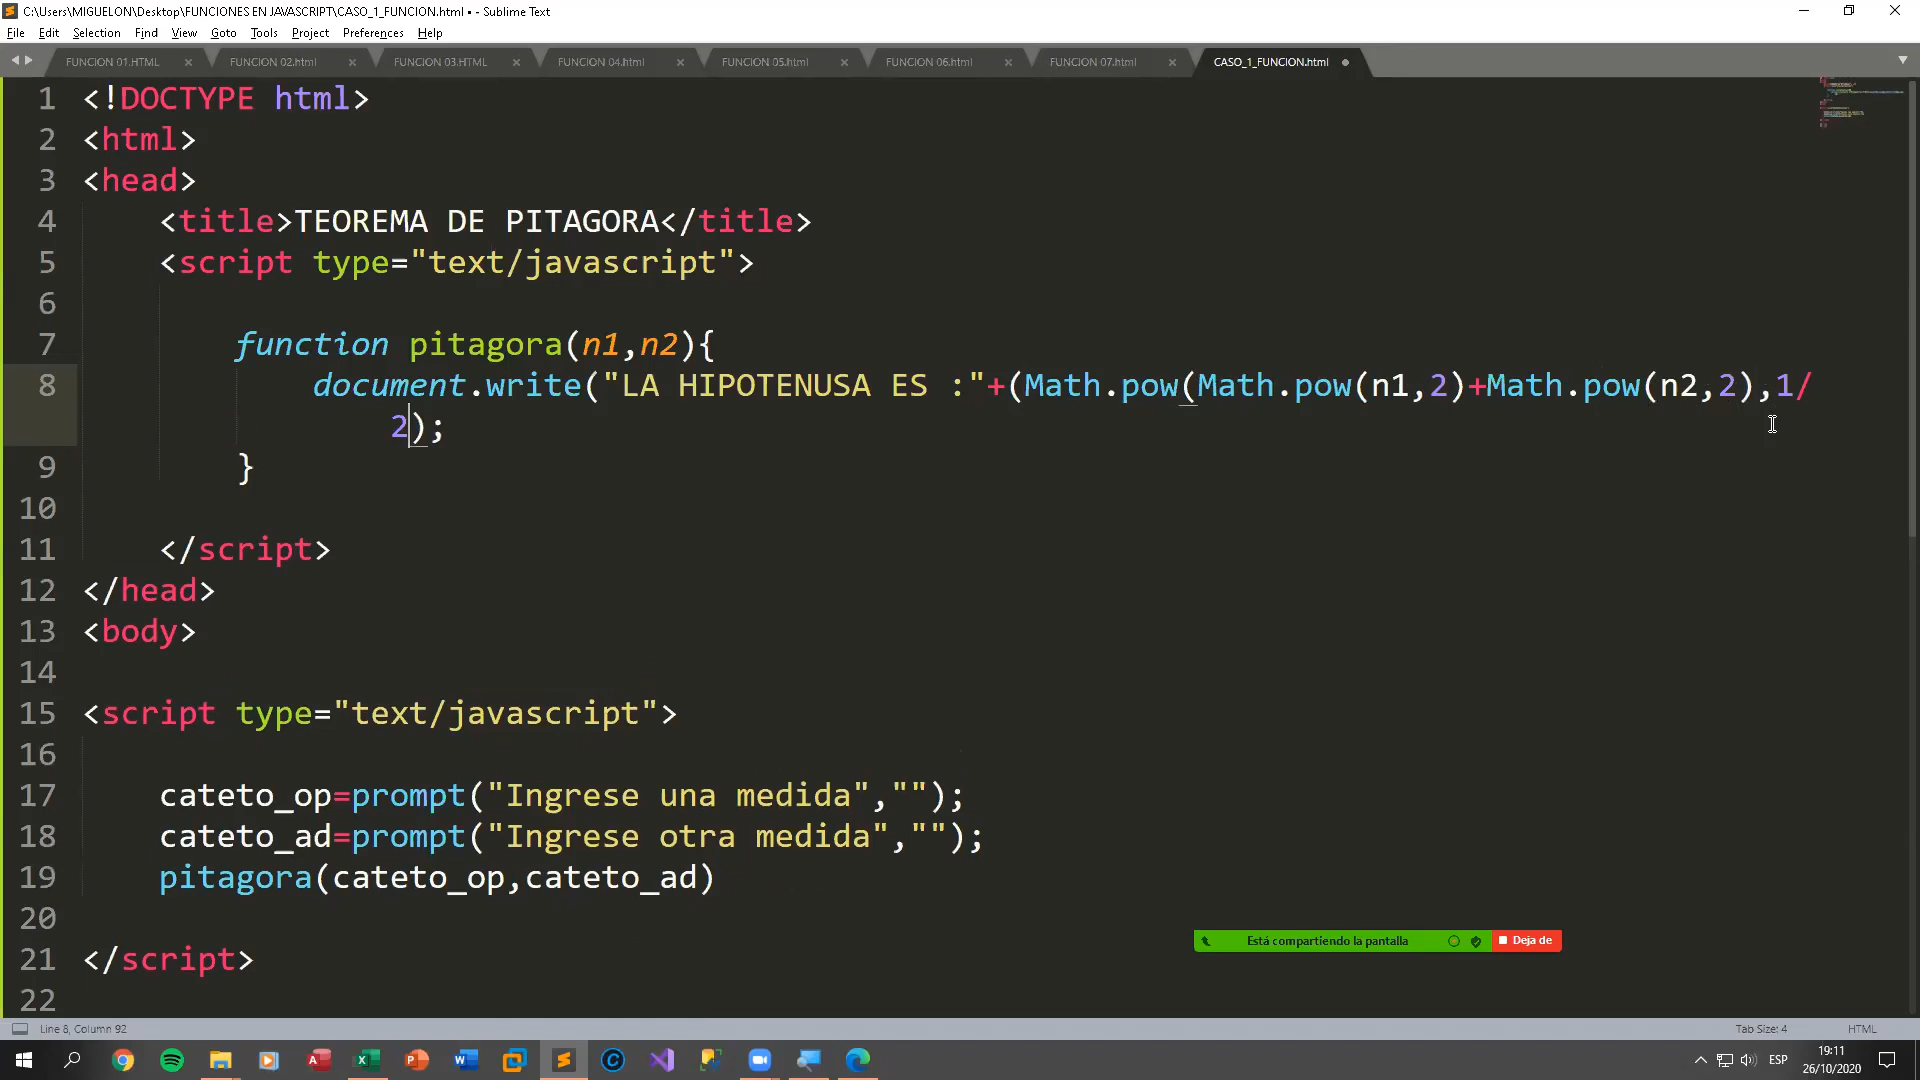 C:\Users\MIGUELON\Desktop\FUNCIONES EN JAVASCRIPT\CASO_1_FUNCION.html • - Sublime Text
File Edit Selection Find View Goto Tools Project Preferences Help
FUNCION 01.HTML FUNCION 02.html FUNCION 03.HTML FUNCION 04.html FUNCION 05.html FUNCION 06.html FUNCION 07.html CASO_1_FUNCION.html
1 <!DOCTYPE html>
2 <html>
3 <head>
4 <title>TEOREMA DE PITAGORA</title>
5 <script type="text/javascript">
6
7 function pitagora(n1,n2){
8 document.write("LA HIPOTENUSA ES :"+(Math.pow(Math.pow(n1,2)+Math.pow(n2,2),1/
2);
9 }
10
11 </script>
12 </head>
13 <body>
14
15 <script type="text/javascript">
16
17 cateto_op=prompt("Ingrese una medida","");
18 cateto_ad=prompt("Ingrese otra medida","");
19 pitagora(cateto_op,cateto_ad)
20
Está compartiendo la pantalla Deja de
21 </script>
22
Line 8, Column 92 Tab Size: 4 HTML
ESP 19:11
26/10/2020